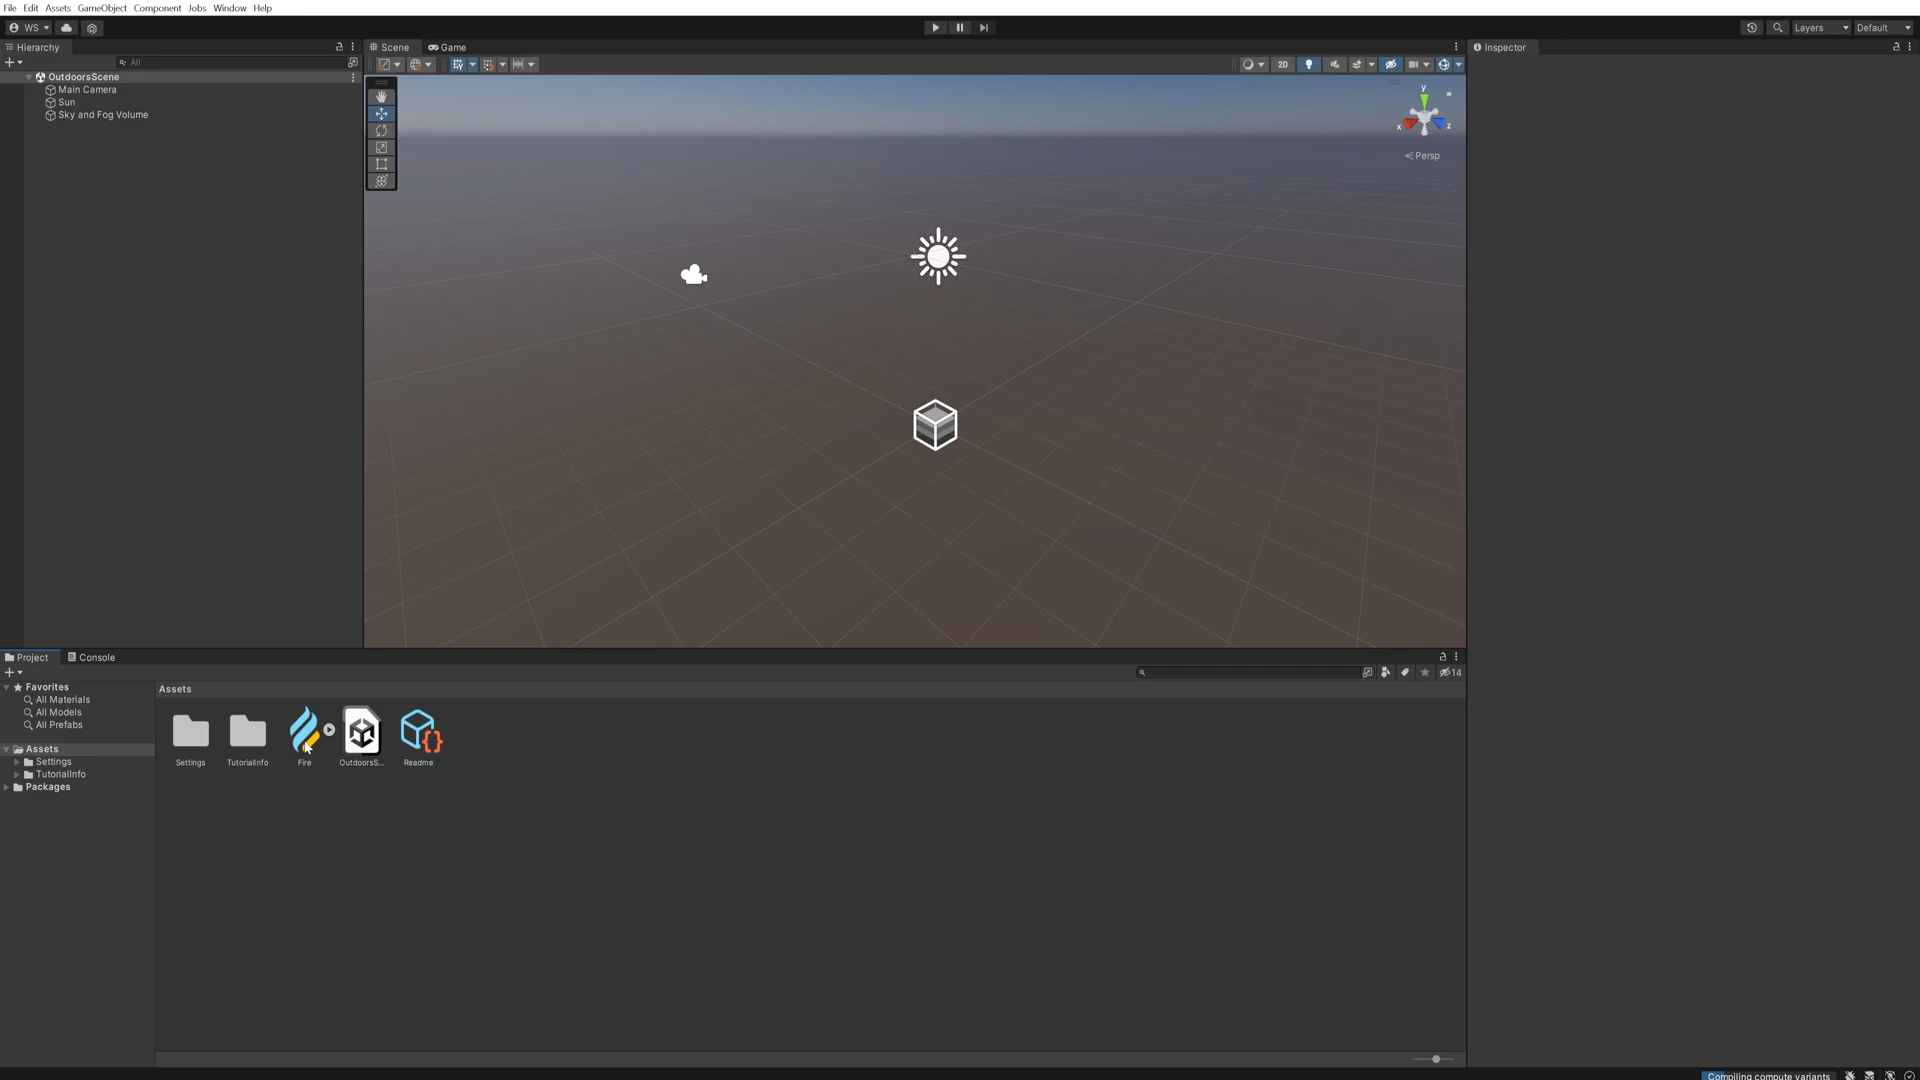 File Edit Assets GameObject Component Jobs Window Help
WS Layers Default
Hierarchy
All
OutdoorsScene
Main Camera
Sun
Sky and Fog Volume
Scene Game
2D
y
x z
Persp
Inspector
Project Console
14
Favorites
All Materials
All Models
All Prefabs
Assets
Settings
TutorialInfo
Packages
Assets
Settings TutorialInfo Fire OutdoorsS... Readme
Compiling compute variants